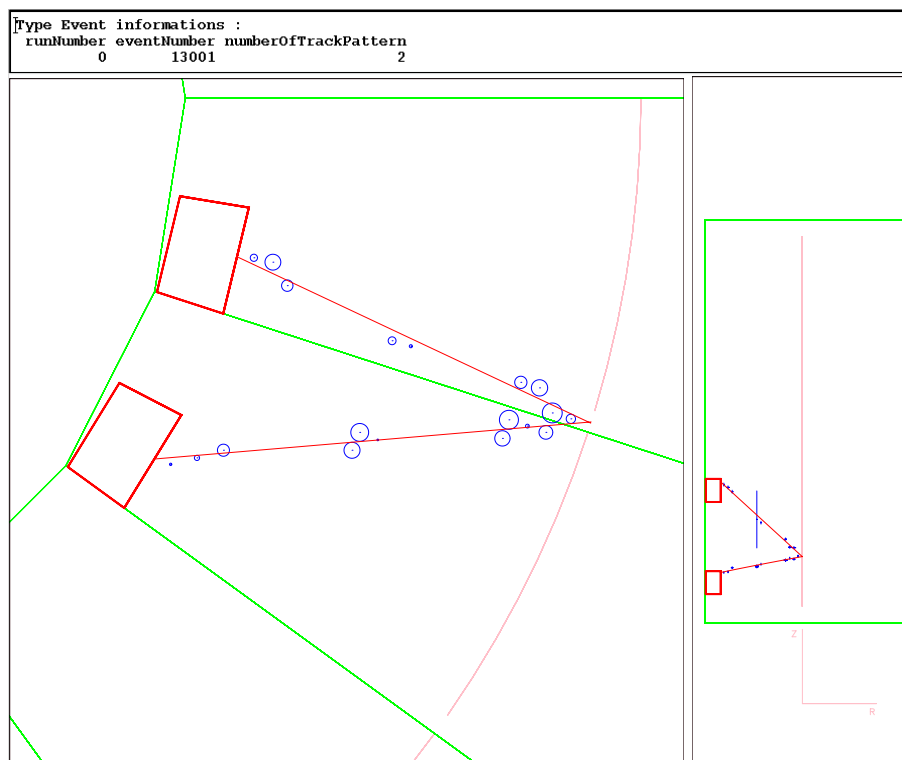 Type Event informations :
runNumber eventNumber numberOfTrackPattern
0 13001 2
Z
R